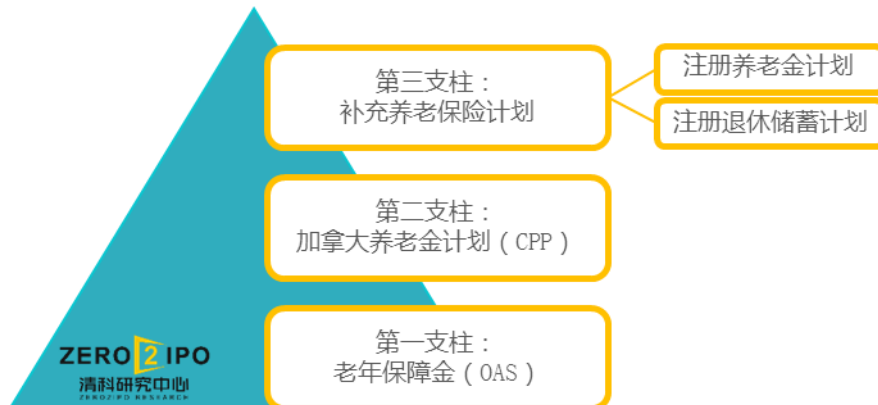 第三支柱：
补充养老保险计划
注册养老金计划
注册退休储蓄计划
第二支柱：
加拿大养老金计划（CPP）
第一支柱：
老年保障金（OAS）
ZERO2IPO
清科研究中心
ZERO2IPO RESEARCH